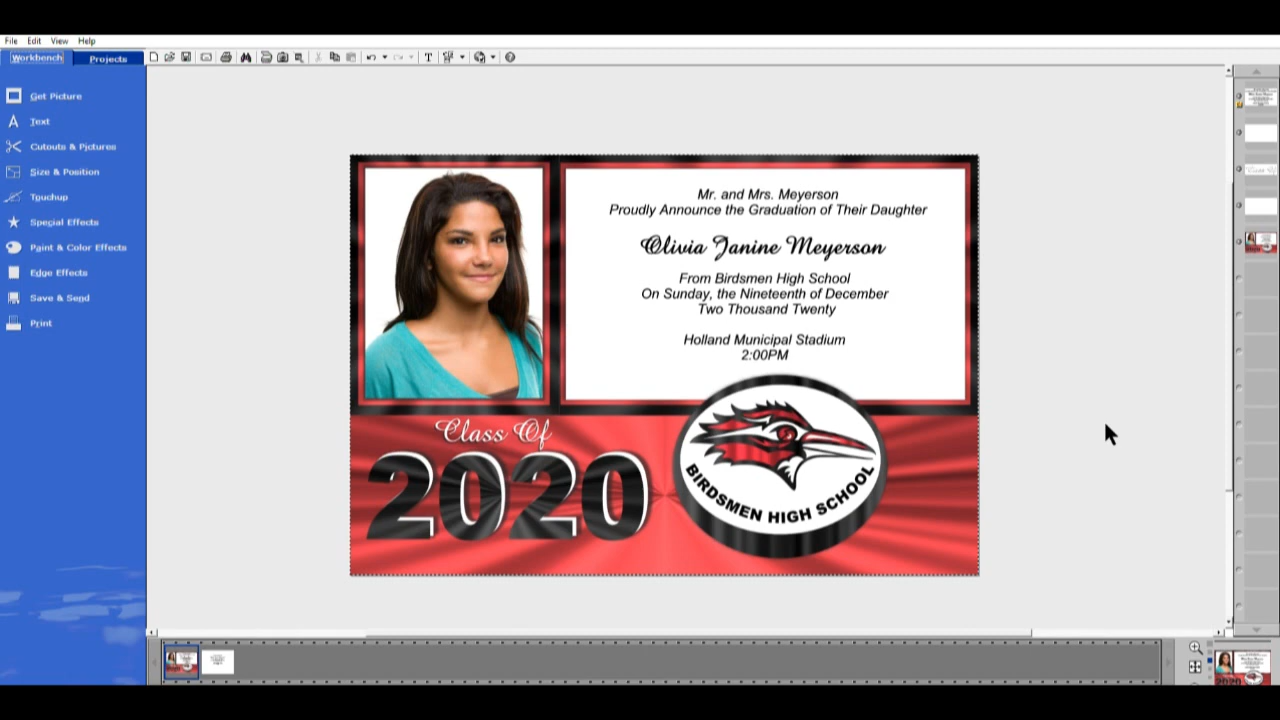 File Edit View Help
Workbench Projects
Get Picture
Text
Cutouts & Pictures
Size & Position
Touchup
Special Effects
Paint & Color Effects
Edge Effects
Save & Send
Print
Mr. and Mrs. Meyerson
Proudly Announce the Graduation of Their Daughter
Olivia Janine Meyerson
From Birdsmen High School
On Sunday, the Nineteenth of December
Two Thousand Twenty
Holland Municipal Stadium
2:00PM
Class Of
2020
BIRDSMEN HIGH SCHOOL